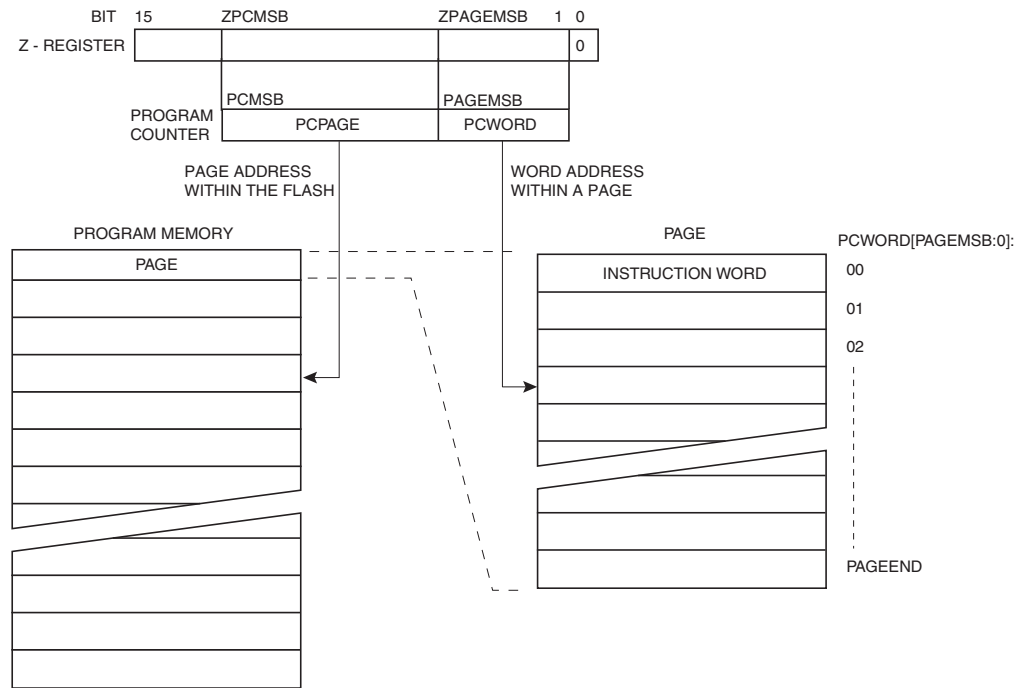 BIT 15 ZPCMSB ZPAGEMSB 1 0
Z - REGISTER 0
PCMSB PAGEMSB
PROGRAM
COUNTER
PCPAGE PCWORD
PAGE ADDRESS
WITHIN THE FLASH
WORD ADDRESS
WITHIN A PAGE
PROGRAM MEMORY
PAGE
PAGE
INSTRUCTION WORD
PCWORD[PAGEMSB:0]:
00
01
02
PAGEEND